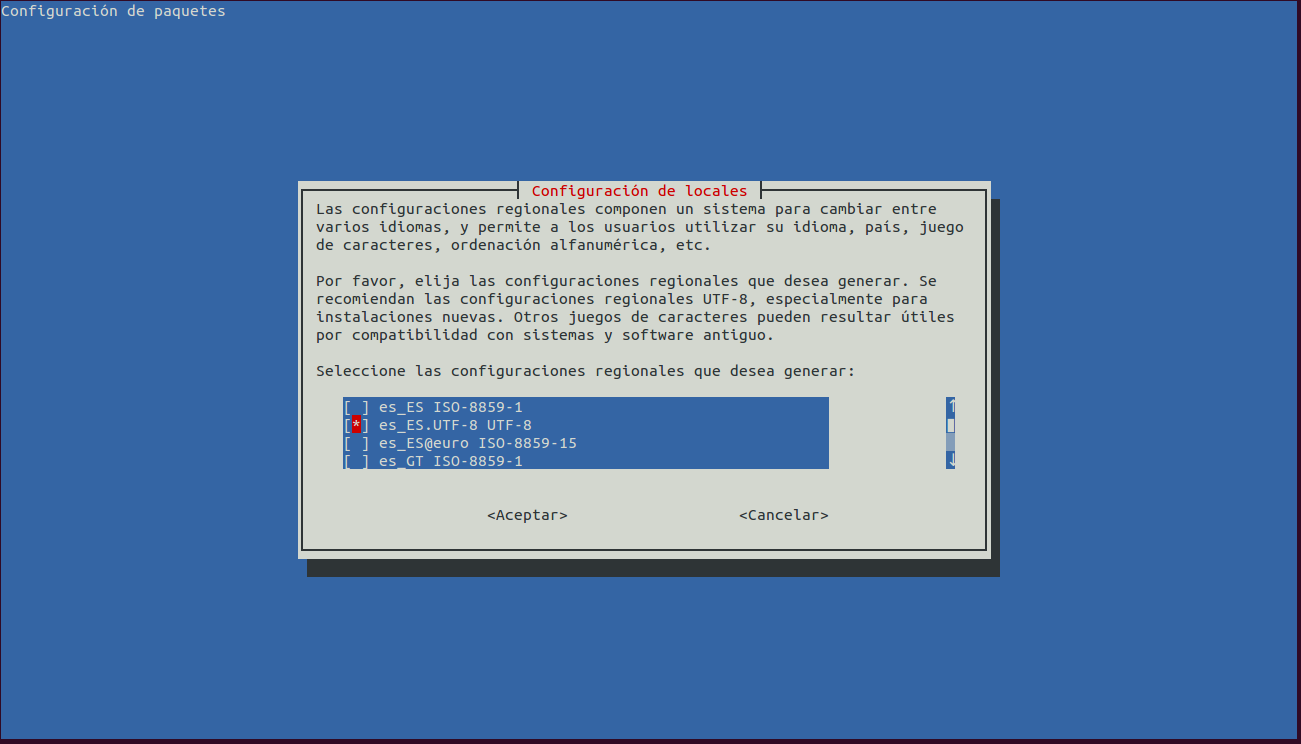 Configuración de paquetes
Configuración de locales
Las configuraciones regionales componen un sistema para cambiar entre
varios idiomas, y permite a los usuarios utilizar su idioma, país, juego
de caracteres, ordenación alfanumérica, etc.
Por favor, elija las configuraciones regionales que desea generar. Se
recomiendan las configuraciones regionales UTF-8, especialmente para
instalaciones nuevas. Otros juegos de caracteres pueden resultar útiles
por compatibilidad con sistemas y software antiguo.
Seleccione las configuraciones regionales que desea generar:
[ ] es_ES ISO-8859-1
[*] es_ES.UTF-8 UTF-8
[ ] es_ES@euro ISO-8859-15
[ ] es_GT ISO-8859-1
<Aceptar> <Cancelar>